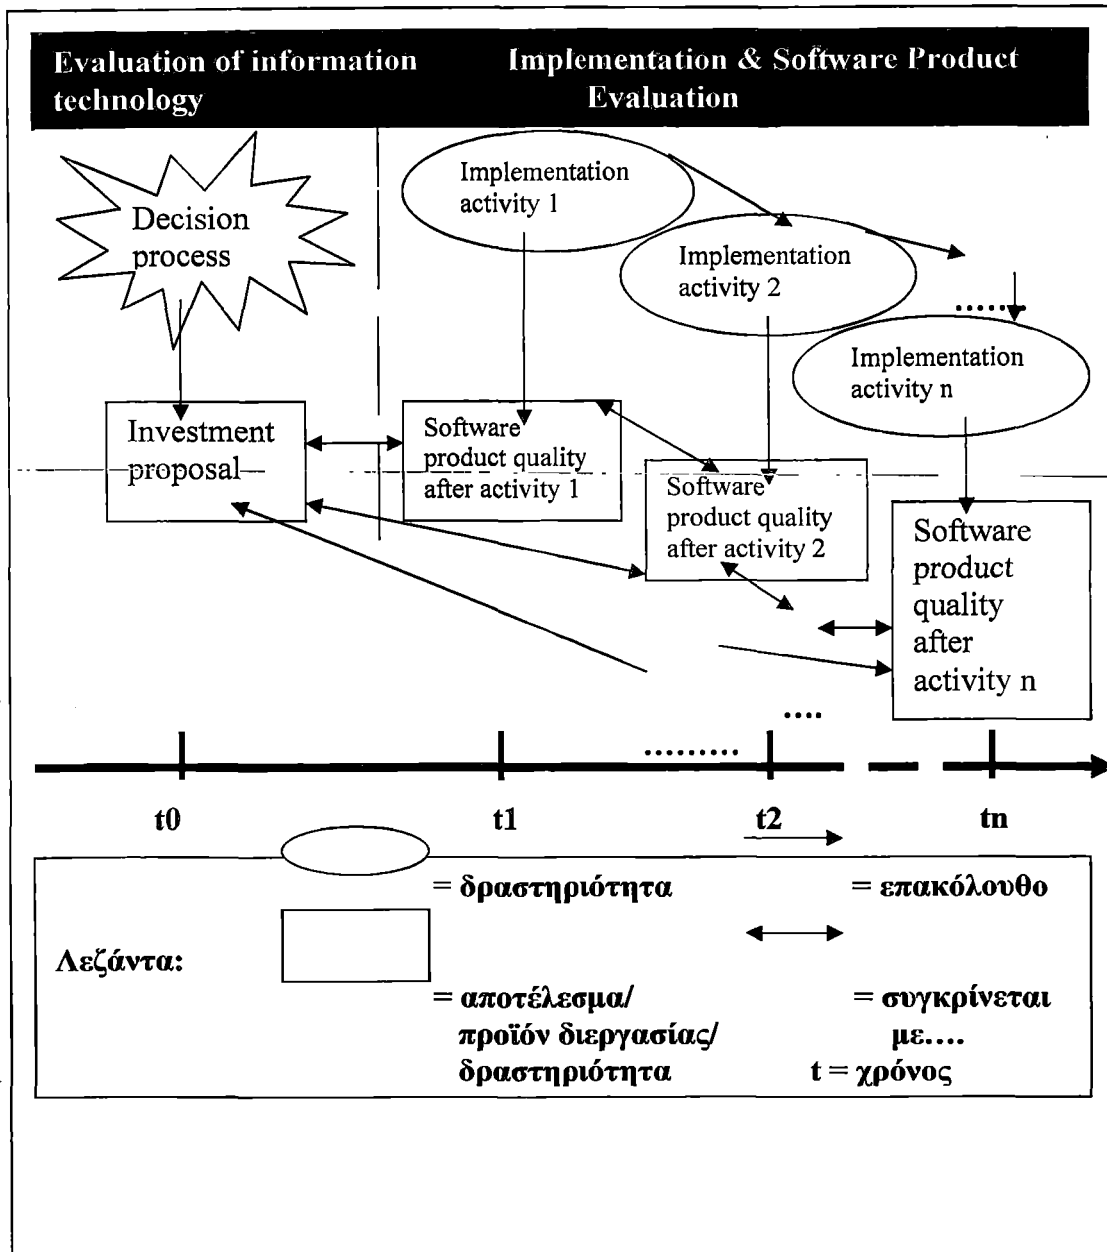 Evaluation of information
technology
Implementation & Software Product
Evaluation
Decision
process
Implementation
activity 1
Implementation
activity 2
........
Implementation
activity n
Investment
proposal
Software
product quality
after activity 1
Software
product quality
after activity 2
Software
product
quality
after
activity n
....
.........
t0
t1
t2
tn
Λεζάντα:
= δραστηριότητα
= επακόλουθο
= αποτέλεσμα/
προϊόν διεργασίας/
δραστηριότητα
= συγκρίνεται
με....
t = χρόνος